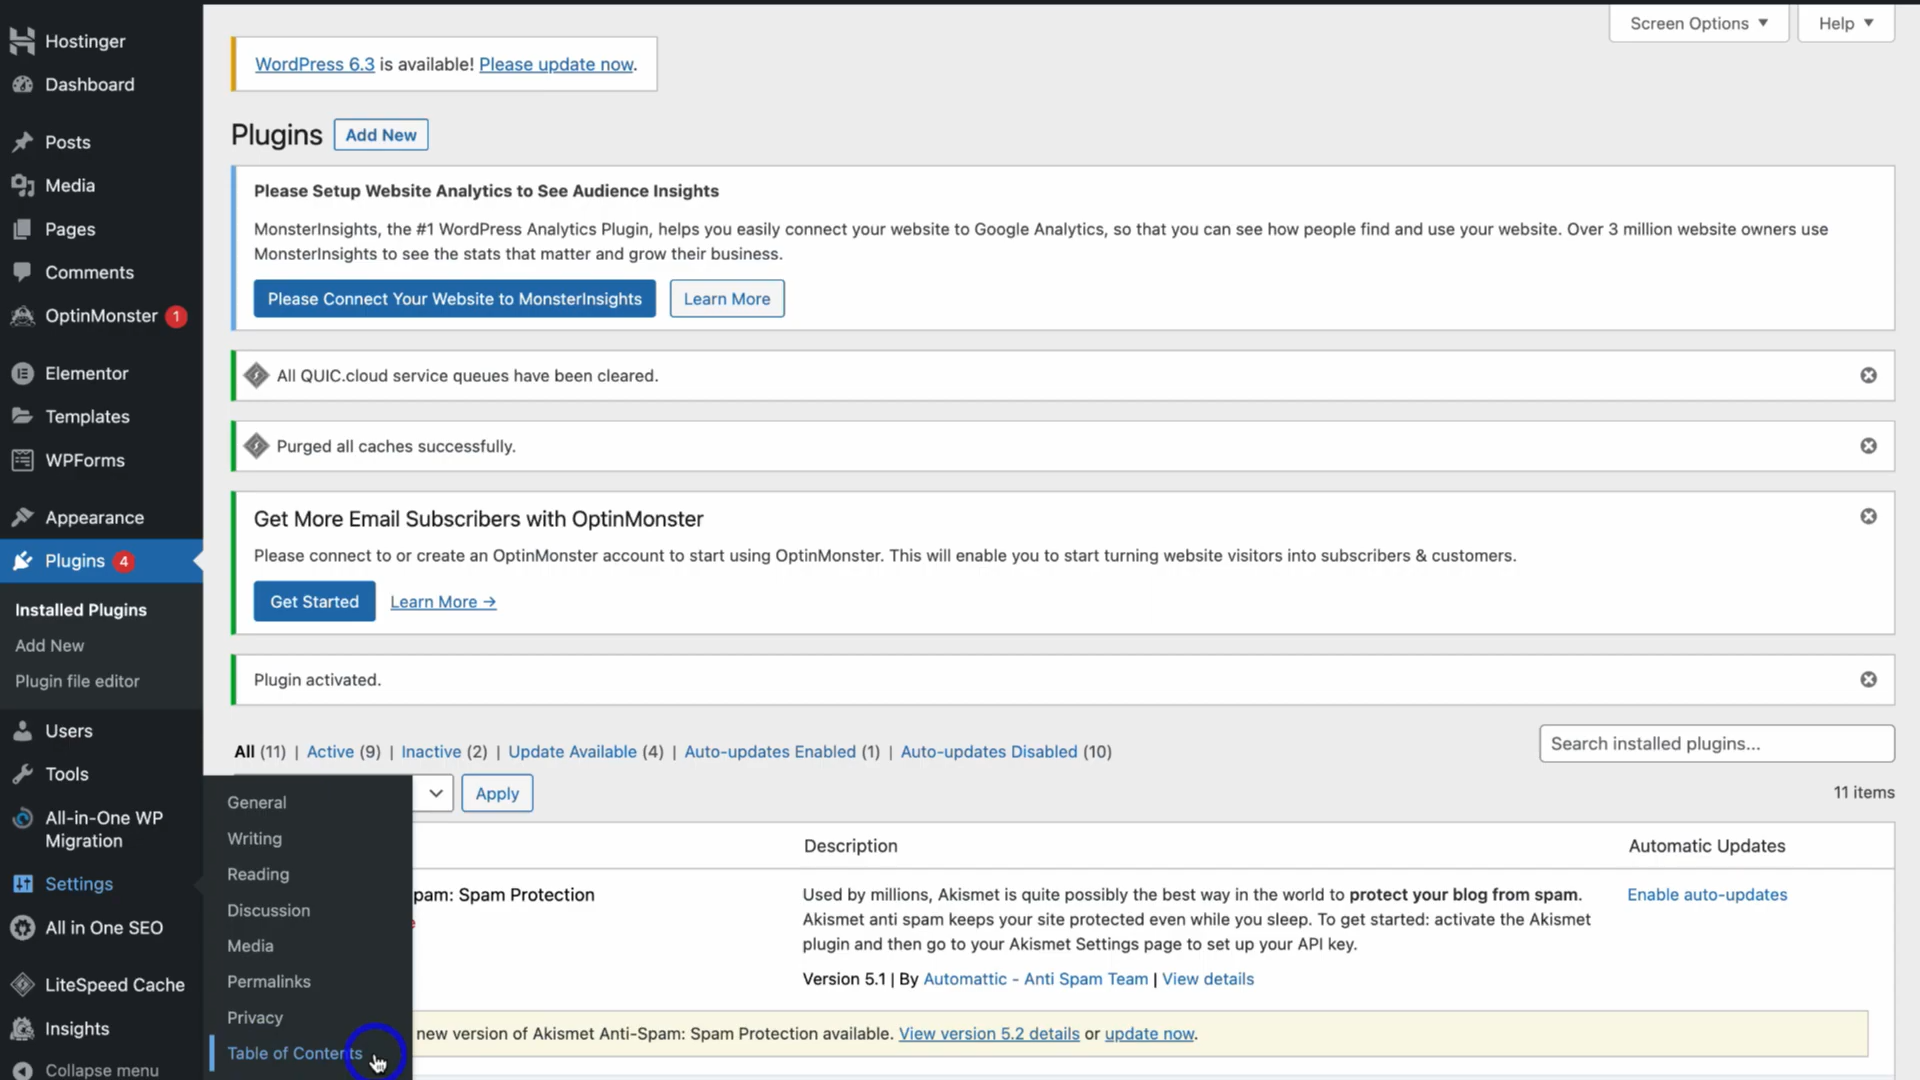 Hostinger
Dashboard
Posts
Media
Pages
Comments
OptinMonster 1
Elementor
Templates
WPForms
Appearance
Plugins 4
Installed Plugins
Add New
Plugin file editor
Users
Tools
All-in-One WP
Migration
Settings
All in One SEO
LiteSpeed Cache
Insights
Collapse menu
General
Writing
Reading
Discussion
Media
Permalinks
Privacy
Table of Contents
Screen Options
Help
WordPress 6.3 is available! Please update now.
Plugins Add New
Please Setup Website Analytics to See Audience Insights
MonsterInsights, the #1 WordPress Analytics Plugin, helps you easily connect your website to Google Analytics, so that you can see how people find and use your website. Over 3 million website owners use
MonsterInsights to see the stats that matter and grow their business.
Please Connect Your Website to MonsterInsights Learn More
All QUIC.cloud service queues have been cleared.
Purged all caches successfully.
Get More Email Subscribers with OptinMonster
Please connect to or create an OptinMonster account to start using OptinMonster. This will enable you to start turning website visitors into subscribers & customers.
Get Started Learn More →
Plugin activated.
All (11) | Active (9) | Inactive (2) | Update Available (4) | Auto-updates Enabled (1) | Auto-updates Disabled (10)
Search installed plugins...
Apply
11 items
Description Automatic Updates
pam: Spam Protection
Used by millions, Akismet is quite possibly the best way in the world to protect your blog from spam.
Akismet anti spam keeps your site protected even while you sleep. To get started: activate the Akismet
plugin and then go to your Akismet Settings page to set up your API key.
Enable auto-updates
Version 5.1 | By Automattic - Anti Spam Team | View details
new version of Akismet Anti-Spam: Spam Protection available. View version 5.2 details or update now.